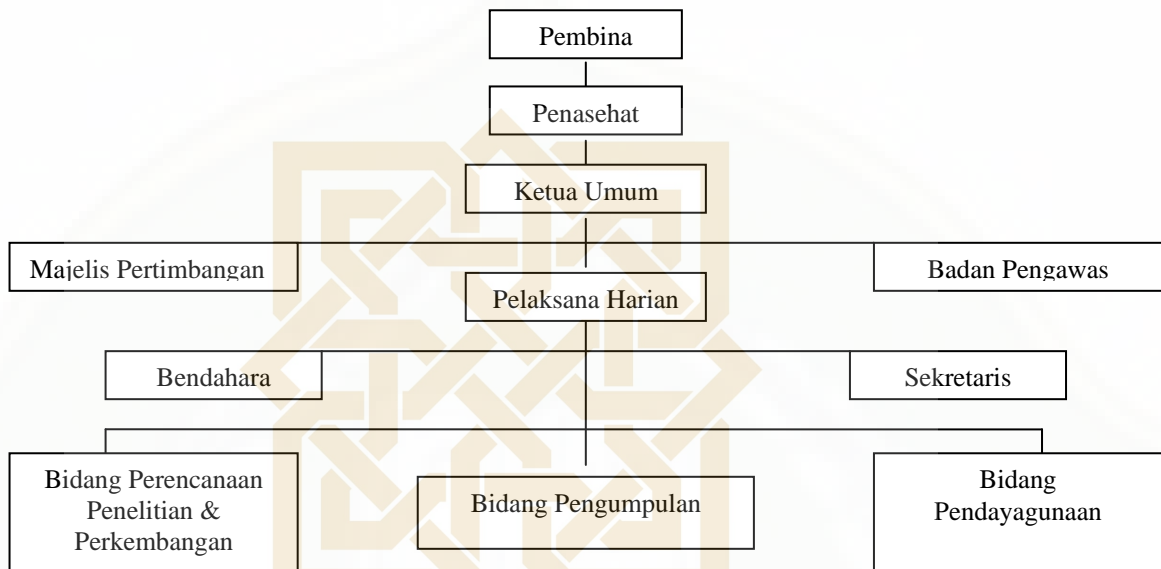 Pembina
Penasehat
Ketua Umum
Majelis Pertimbangan
Badan Pengawas
Pelaksana Harian
Bendahara
Sekretaris
Bidang Perencanaan
Penelitian &
Perkembangan
Bidang Pengumpulan
Bidang
Pendayagunaan